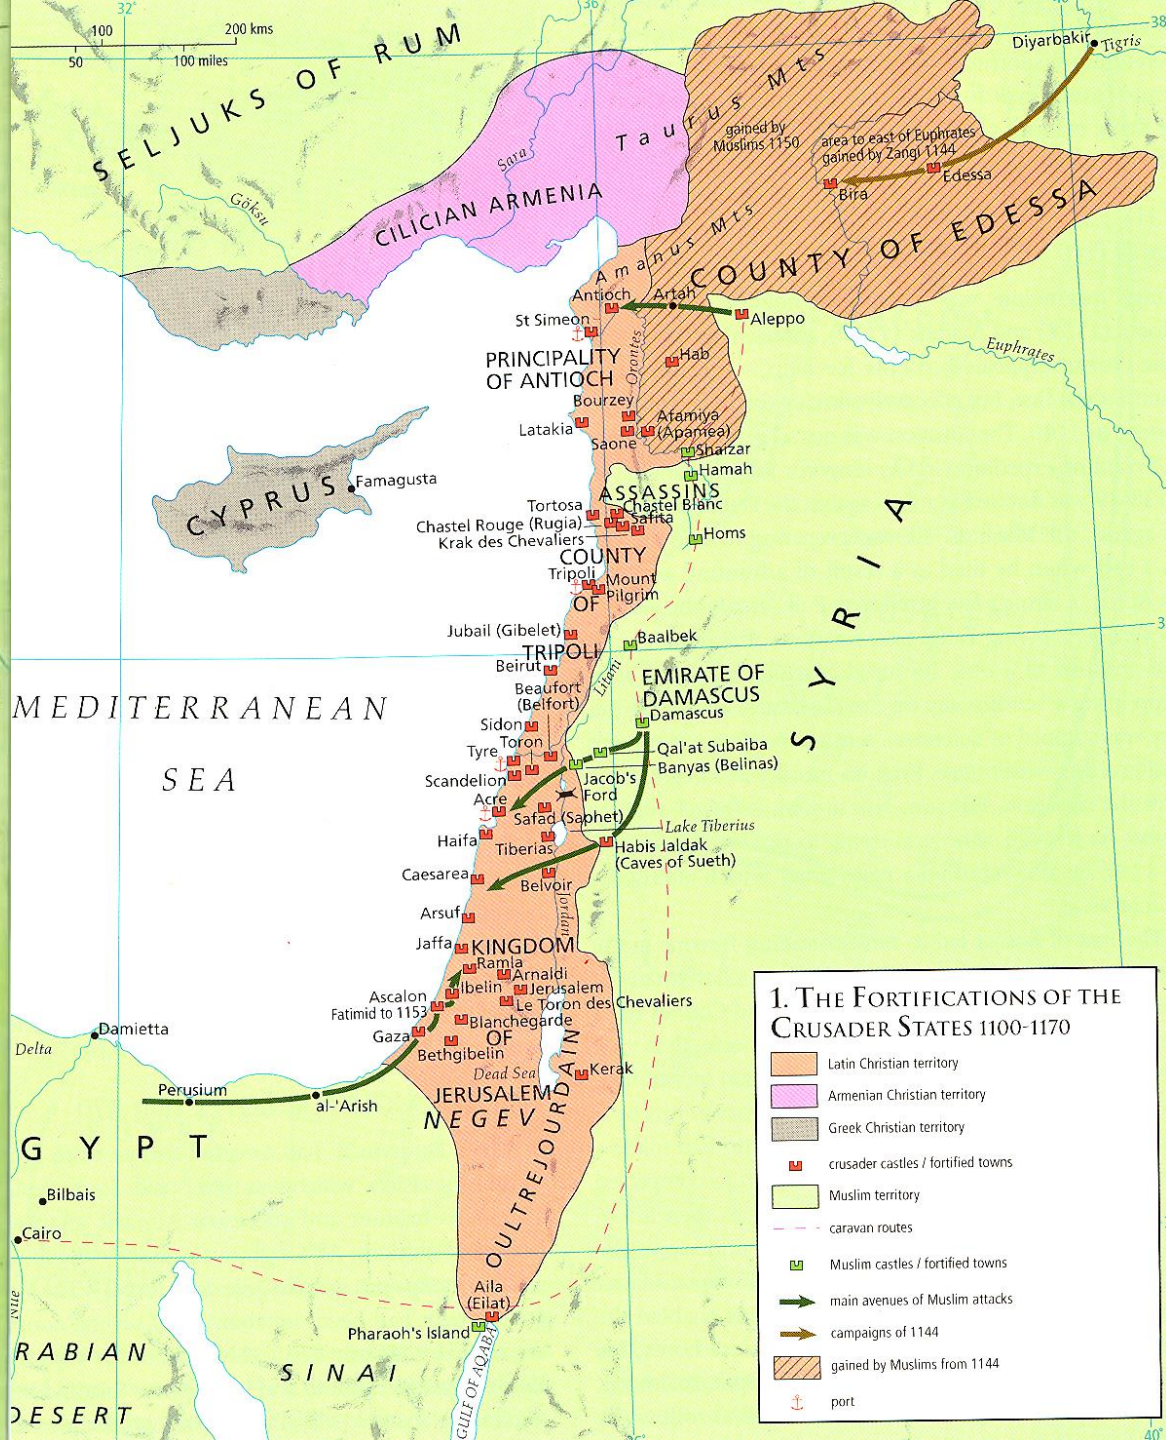 32°
36
40
38
100
200 kms
50
100 miles
SELJUKS OF RUM
Diyarbakir
Tigris
Taurus Mts
gained by
Muslims 1150
area to east of Euphrates
gained by Zangi 1144
Sara
Göksu
CILICIAN ARMENIA
Bira
Edessa
Amanus Mts
COUNTY OF EDESSA
Antioch
Artah
Aleppo
St Simeon
Euphrates
PRINCIPALITY
OF ANTIOCH
Orontes
Hab
Bourzey
Latakia
Saone
Afamiya
(Apamea)
Shaizar
Hamah
CYPRUS
Famagusta
ASSASSINS
Tortosa
Chastel Blanc
Chastel Rouge (Rugia)
Safita
Krak des Chevaliers
Homs
COUNTY
Tripoli
Mount
Pilgrim
OF
Jubail (Gibelet)
TRIPOLI
Baalbek
Beirut
Litani
SYRIA
EMIRATE OF
DAMASCUS
Beaufort
(Belfort)
Damascus
MEDITERRANEAN
SEA
Sidon
Toron
Tyre
Qal'at Subaiba
Banyas (Belinas)
Scandelion
Jacob's
Ford
Acre
Safad (Saphet)
Lake Tiberius
Haifa
Tiberias
Habis Jaldak
(Caves of Sueth)
Caesarea
Belvoir
Jordan
Arsuf
Jaffa
KINGDOM
Ramla
Arnaldi
Ibelin
Jerusalem
Ascalon
Fatimid to 1153
Le Toron des Chevaliers
Blanchegarde
Gaza
OF
Bethgibelin
Dead Sea
Kerak
JERUSALEM
NEGEV
OULTREJOURDAIN
Damietta
Delta
Perusium
al-'Arish
GYPT
Bilbais
Cairo
Nile
Aila
(Eilat)
Pharaoh's Island
GULF OF AQABA
RABIAN
DESERT
SINAI
40°
1. THE FORTIFICATIONS OF THE
CRUSADER STATES 1100-1170
Latin Christian territory
Armenian Christian territory
Greek Christian territory
crusader castles / fortified towns
Muslim territory
caravan routes
Muslim castles / fortified towns
main avenues of Muslim attacks
campaigns of 1144
gained by Muslims from 1144
port